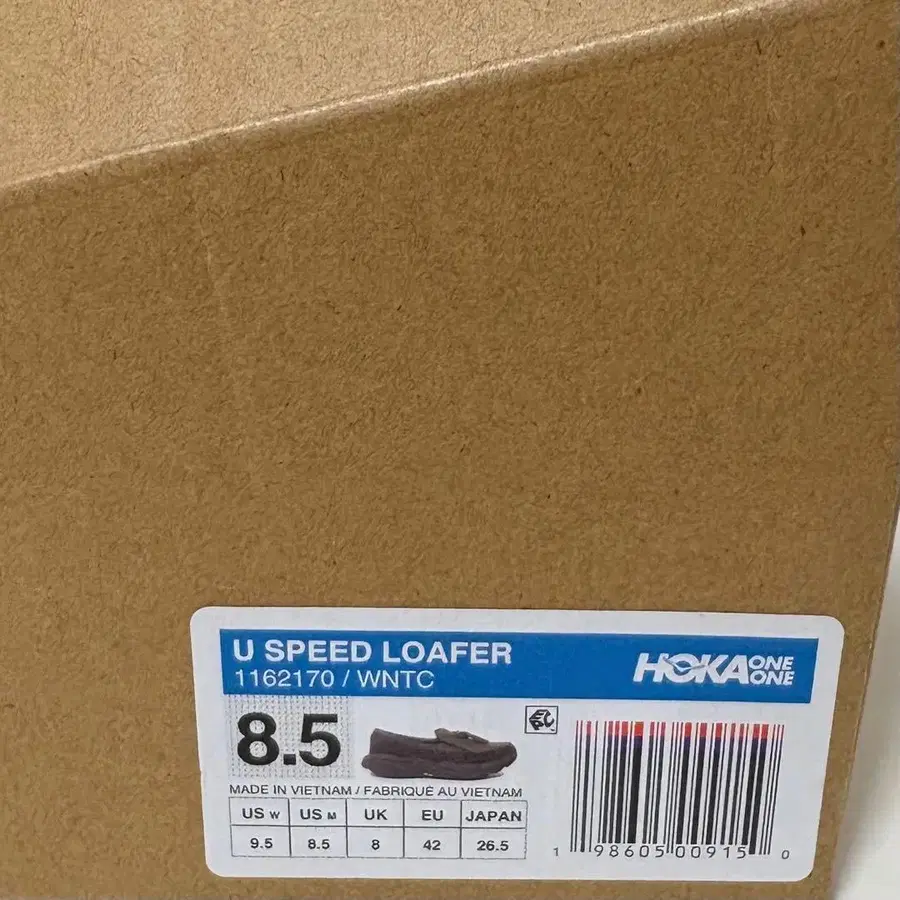 U SPEED LOAFER
1162170 / WNTC
HOKA ONE ONE
8.5
MADE IN VIETNAM / FABRIQUÉ AU VIETNAM
US W US M UK EU JAPAN
9.5 8.5 8 42 26.5
1 98605 00915 0